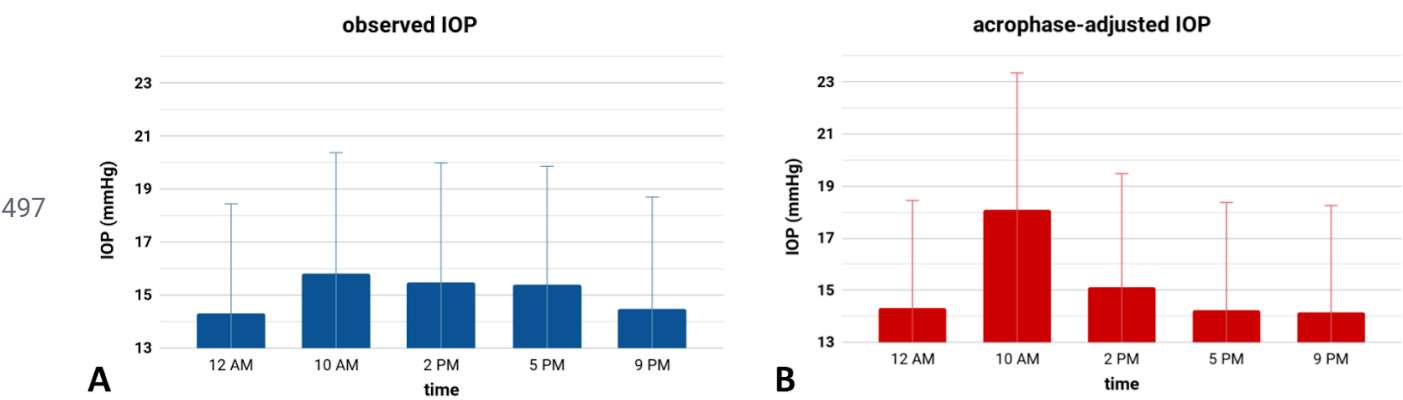 497
observed IOP
IOP (mmHg)
23
21
19
17
15
13
12 AM 10 AM 2 PM 5 PM 9 PM
time
A
acrophase-adjusted IOP
IOP (mmHg)
23
21
19
17
15
13
12 AM 10 AM 2 PM 5 PM 9 PM
time
B